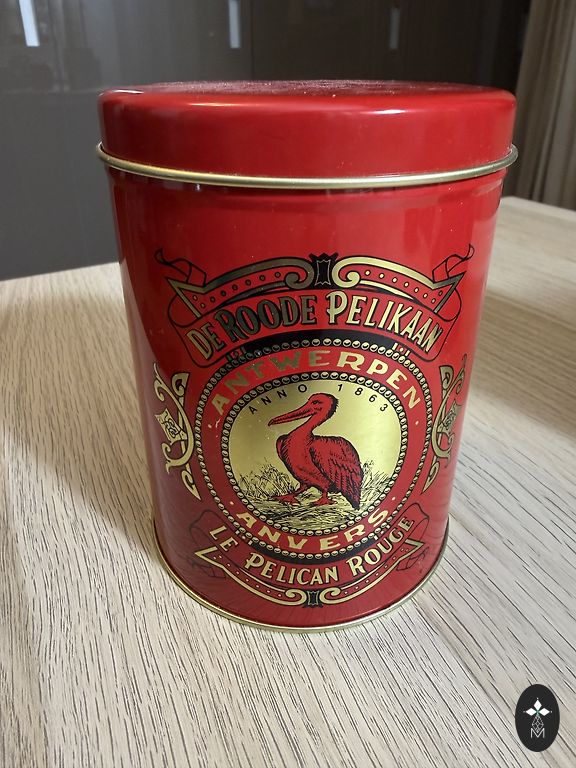 DE ROODE PELIKAAN
ANTWERPEN
ANNO 1863
ANVERS
LE PELICAN ROUGE
M